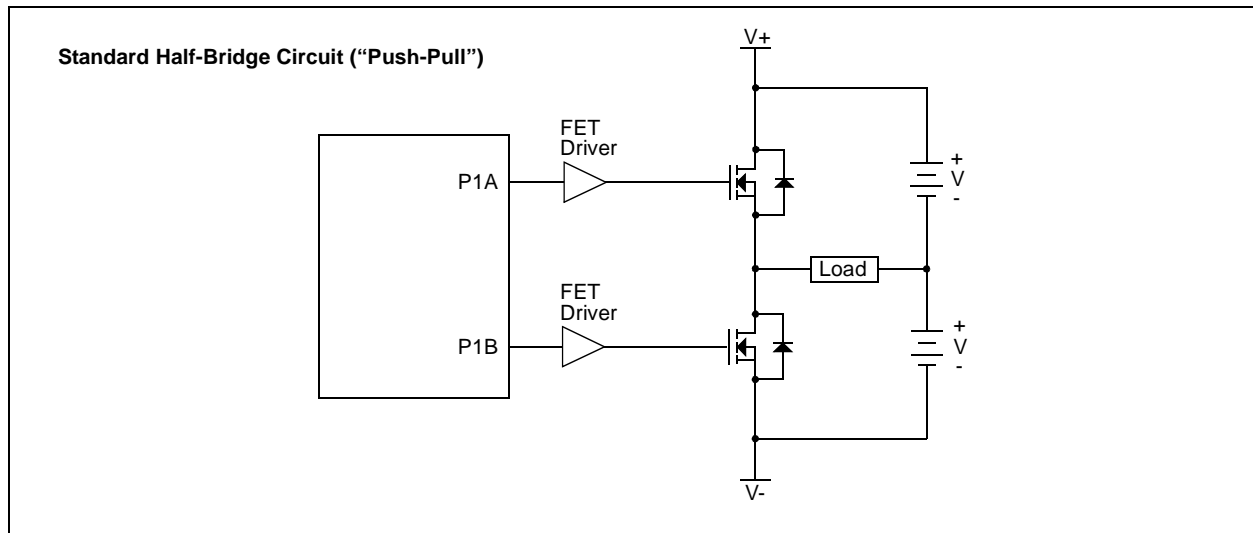 Standard Half-Bridge Circuit (“Push-Pull”)
V+
FET
Driver
P1A
+
V
-
Load
FET
Driver
P1B
+
V
-
V-